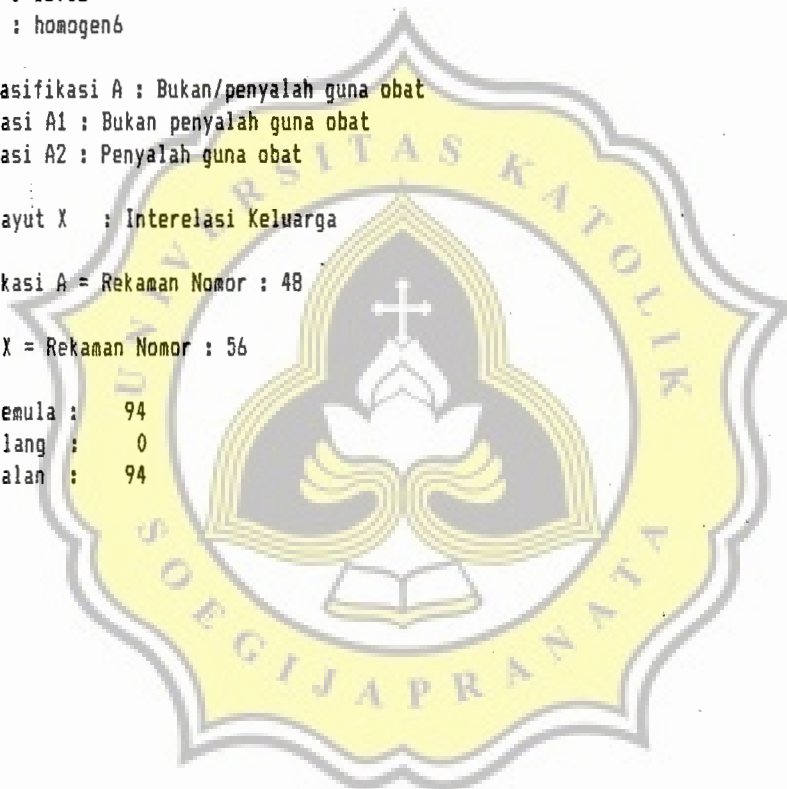 : homogen6
asifikasi A : Bukan/penyalah guna obat
asi A1 : Bukan penyalah guna obat
asi A2 : Penyalah guna obat
ayut X : Interelasi Keluarga
kasi A = Rekaman Nomor : 48
X = Rekaman Nomor : 56
emula : 94
lang : 0
alan : 94
UNIVERSITAS KATOLIK
SOEGIJAPRANATA